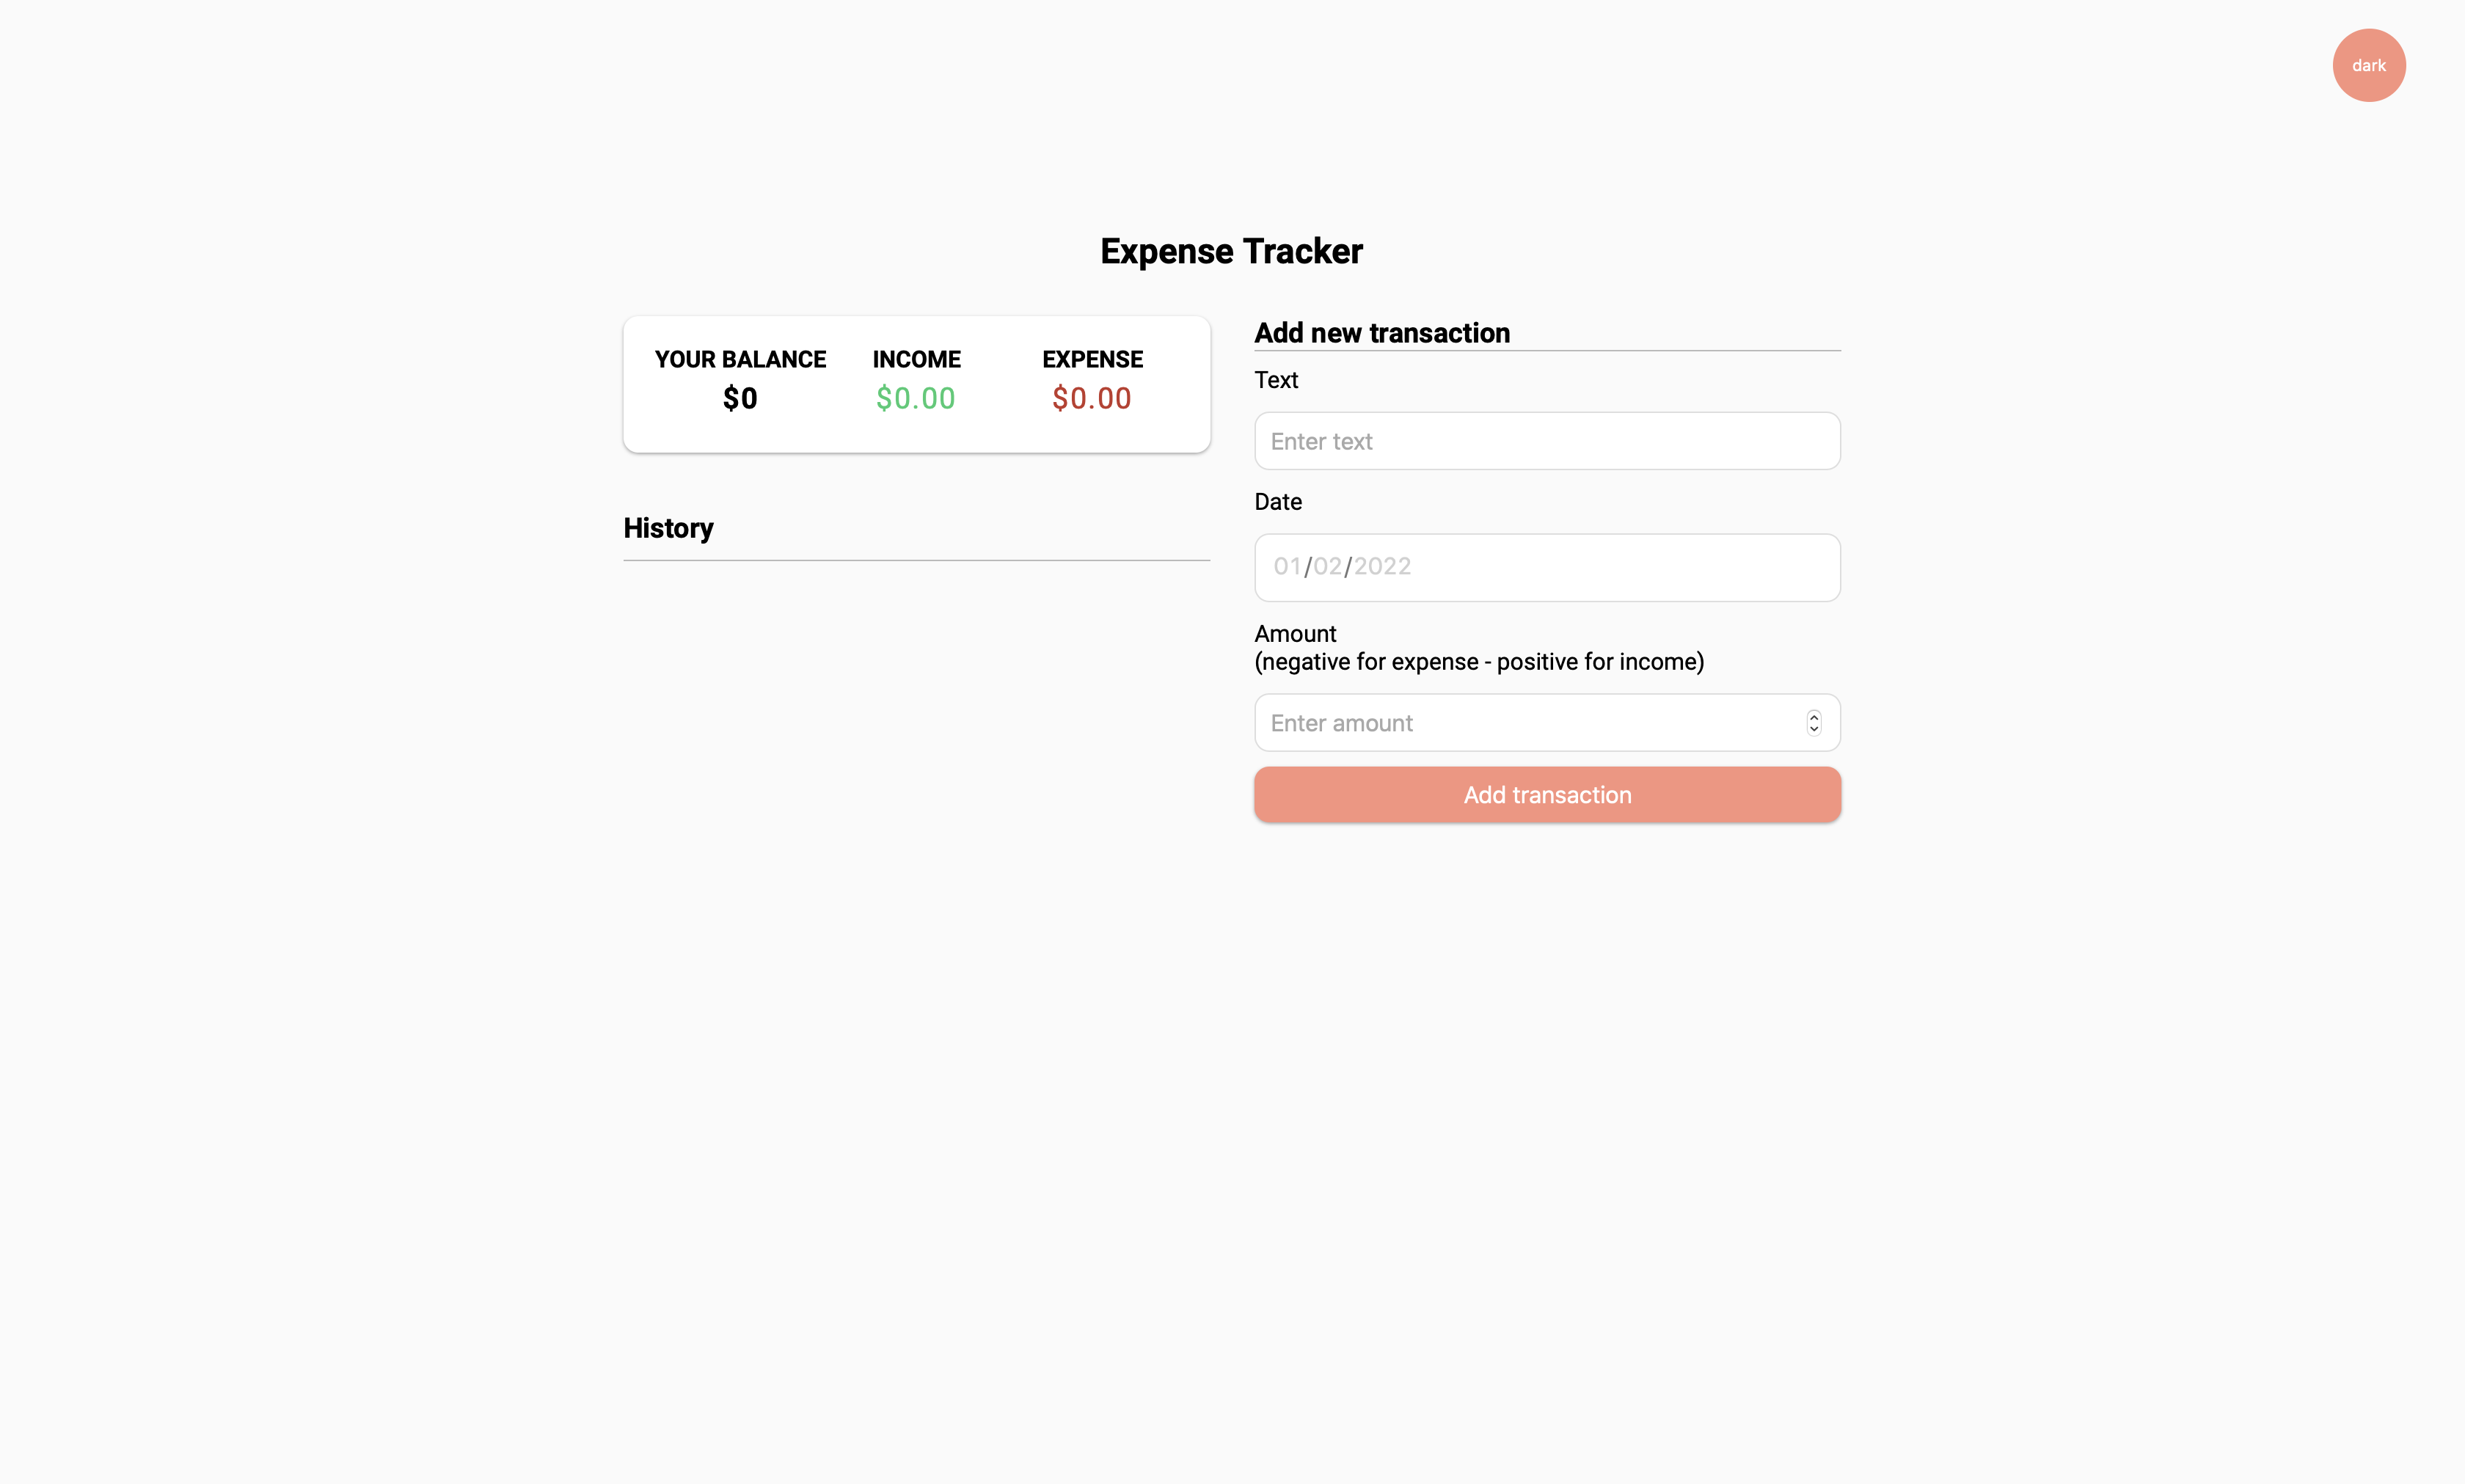 dark
Expense Tracker
YOUR BALANCE
$0
INCOME
$0.00
EXPENSE
$0.00
History
Add new transaction
Text
Enter text
Date
01/02/2022
Amount
(negative for expense - positive for income)
Enter amount
Add transaction